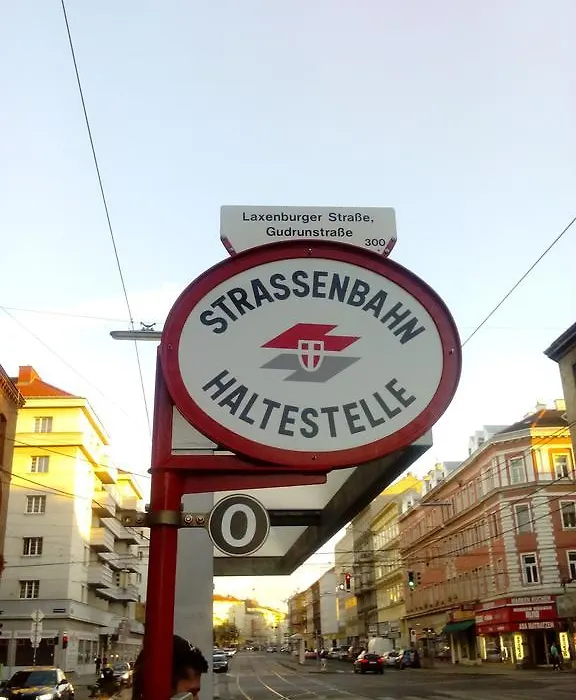 Laxenburger Straße,
Gudrunstraße
300
STRASSENBAHN
HALTESTELLE
O